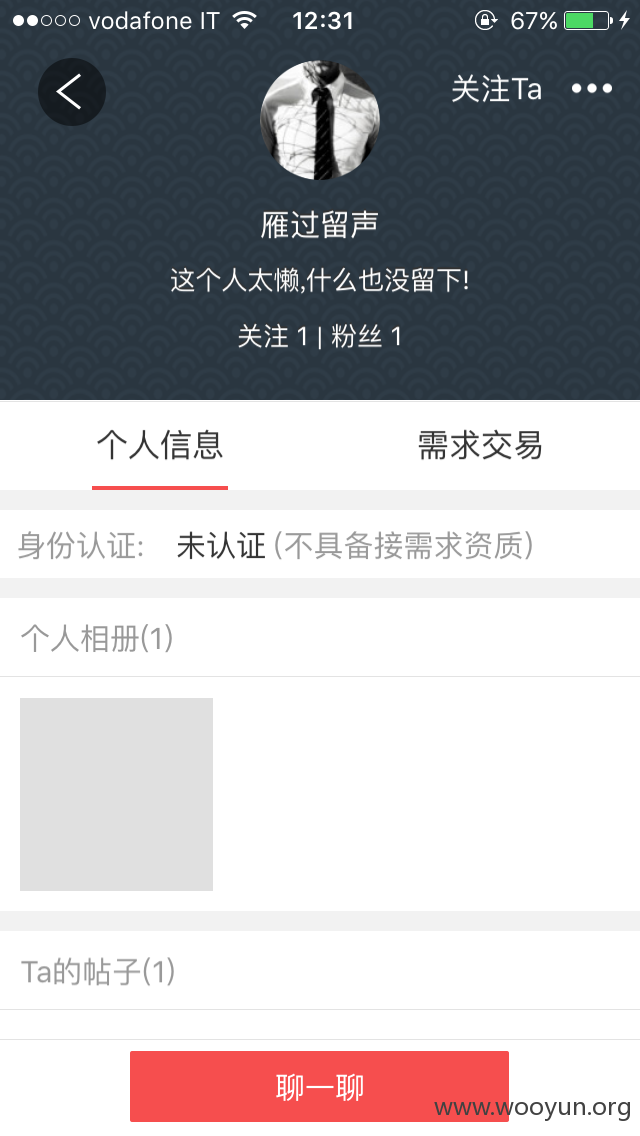 vodafone IT 12:31 67%
关注Ta
雁过留声
这个人太懒,什么也没留下!
关注 1 | 粉丝 1
个人信息 需求交易
身份认证: 未认证 (不具备接需求资质)
个人相册(1)
Ta的帖子(1)
聊一聊
www.wooyun.org